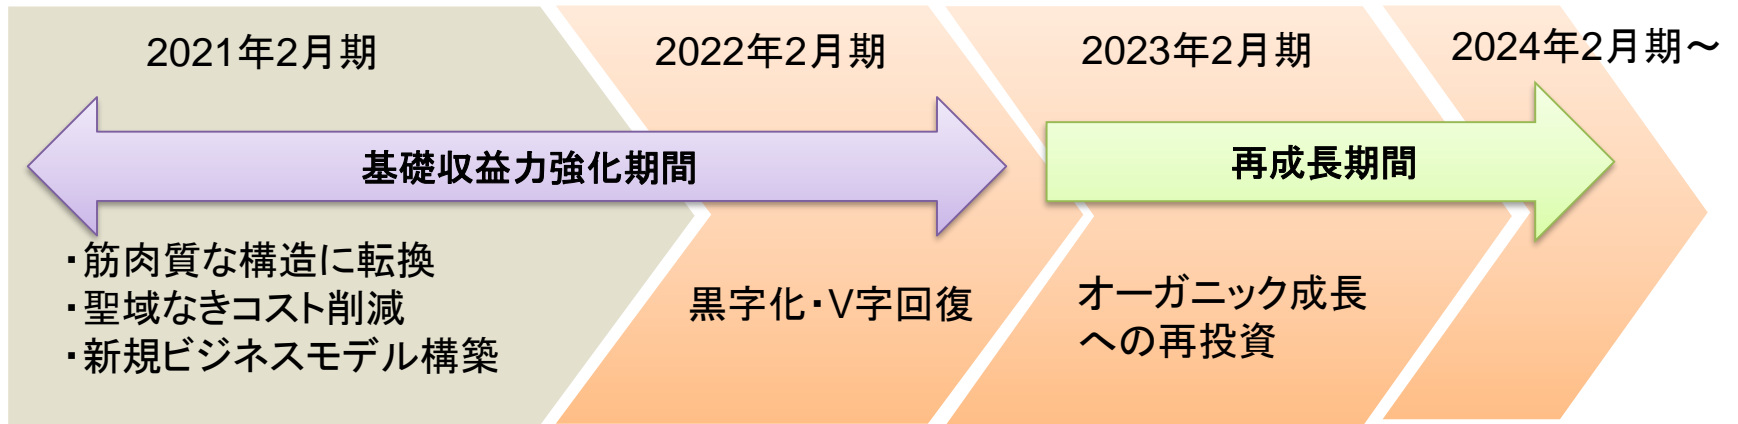 2021年2月期
2022年2月期
2023年2月期
2024年2月期～
基礎収益力強化期間
再成長期間
・筋肉質な構造に転換
・聖域なきコスト削減
・新規ビジネスモデル構築
黒字化・V字回復
オーガニック成長
への再投資